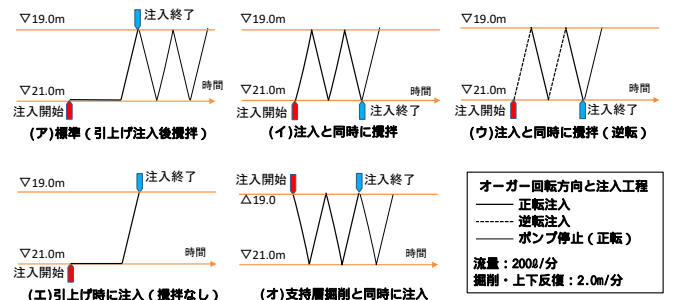 ▽19.0m
注入終了
▽21.0m
時間
注入開始
(ア)標準(引上げ注入後攪拌)
▽19.0m
▽21.0m
時間
注入開始
注入終了
(イ)注入と同時に攪拌
▽19.0m
▽21.0m
時間
注入開始
注入終了
(ウ)注入と同時に攪拌(逆転)
▽19.0m
注入終了
▽21.0m
時間
注入開始
(エ)引上げ時に注入(攪拌なし)
注入開始
注入終了
△19.0
▽21.0m
時間
(オ)支持層掘削と同時に注入
オーガー回転方向と注入工程
正転注入
逆転注入
ポンプ停止(正転)
流量:200ℓ/分
掘削・上下反復:2.0m/分